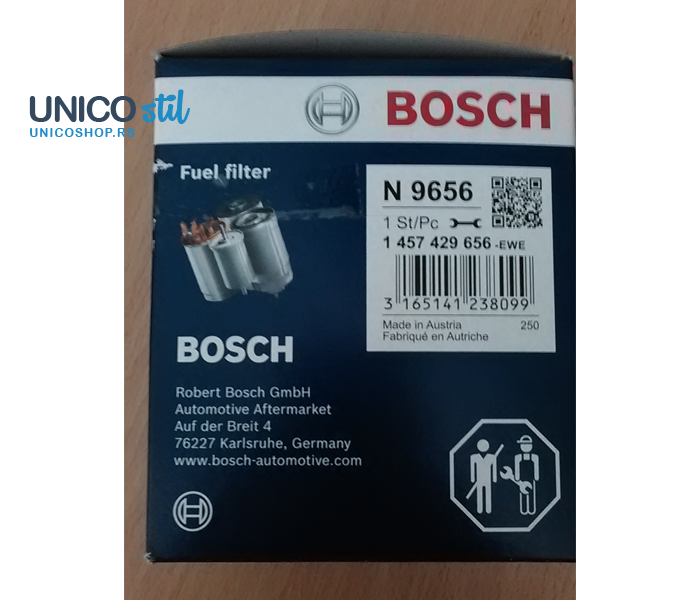 UNICO stil
UNICOSHOP.RS
BOSCH
Fuel filter
N 9656
1 St/Pc
1 457 429 656-EWE
3 165141 238099
Made in Austria 250
Fabriqué en Autriche
BOSCH
Robert Bosch GmbH
Automotive Aftermarket
Auf der Breit 4
76227 Karlsruhe, Germany
www.bosch-automotive.com